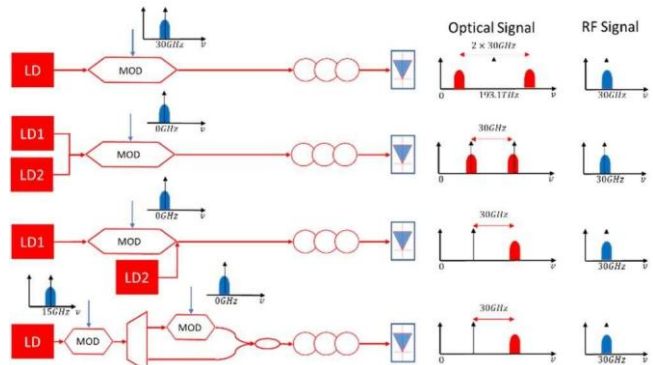 Optical Signal RF Signal
30GHz ν
LD MOD
2 × 30GHz
0 193.1THz ν
30GHz ν
0GHz ν
LD1
LD2
MOD
30GHz
0 ν
30GHz ν
0GHz ν
LD1 MOD
LD2
30GHz
0 ν
30GHz ν
15GHz ν
0GHz ν
LD MOD MOD
30GHz
0 ν
30GHz ν